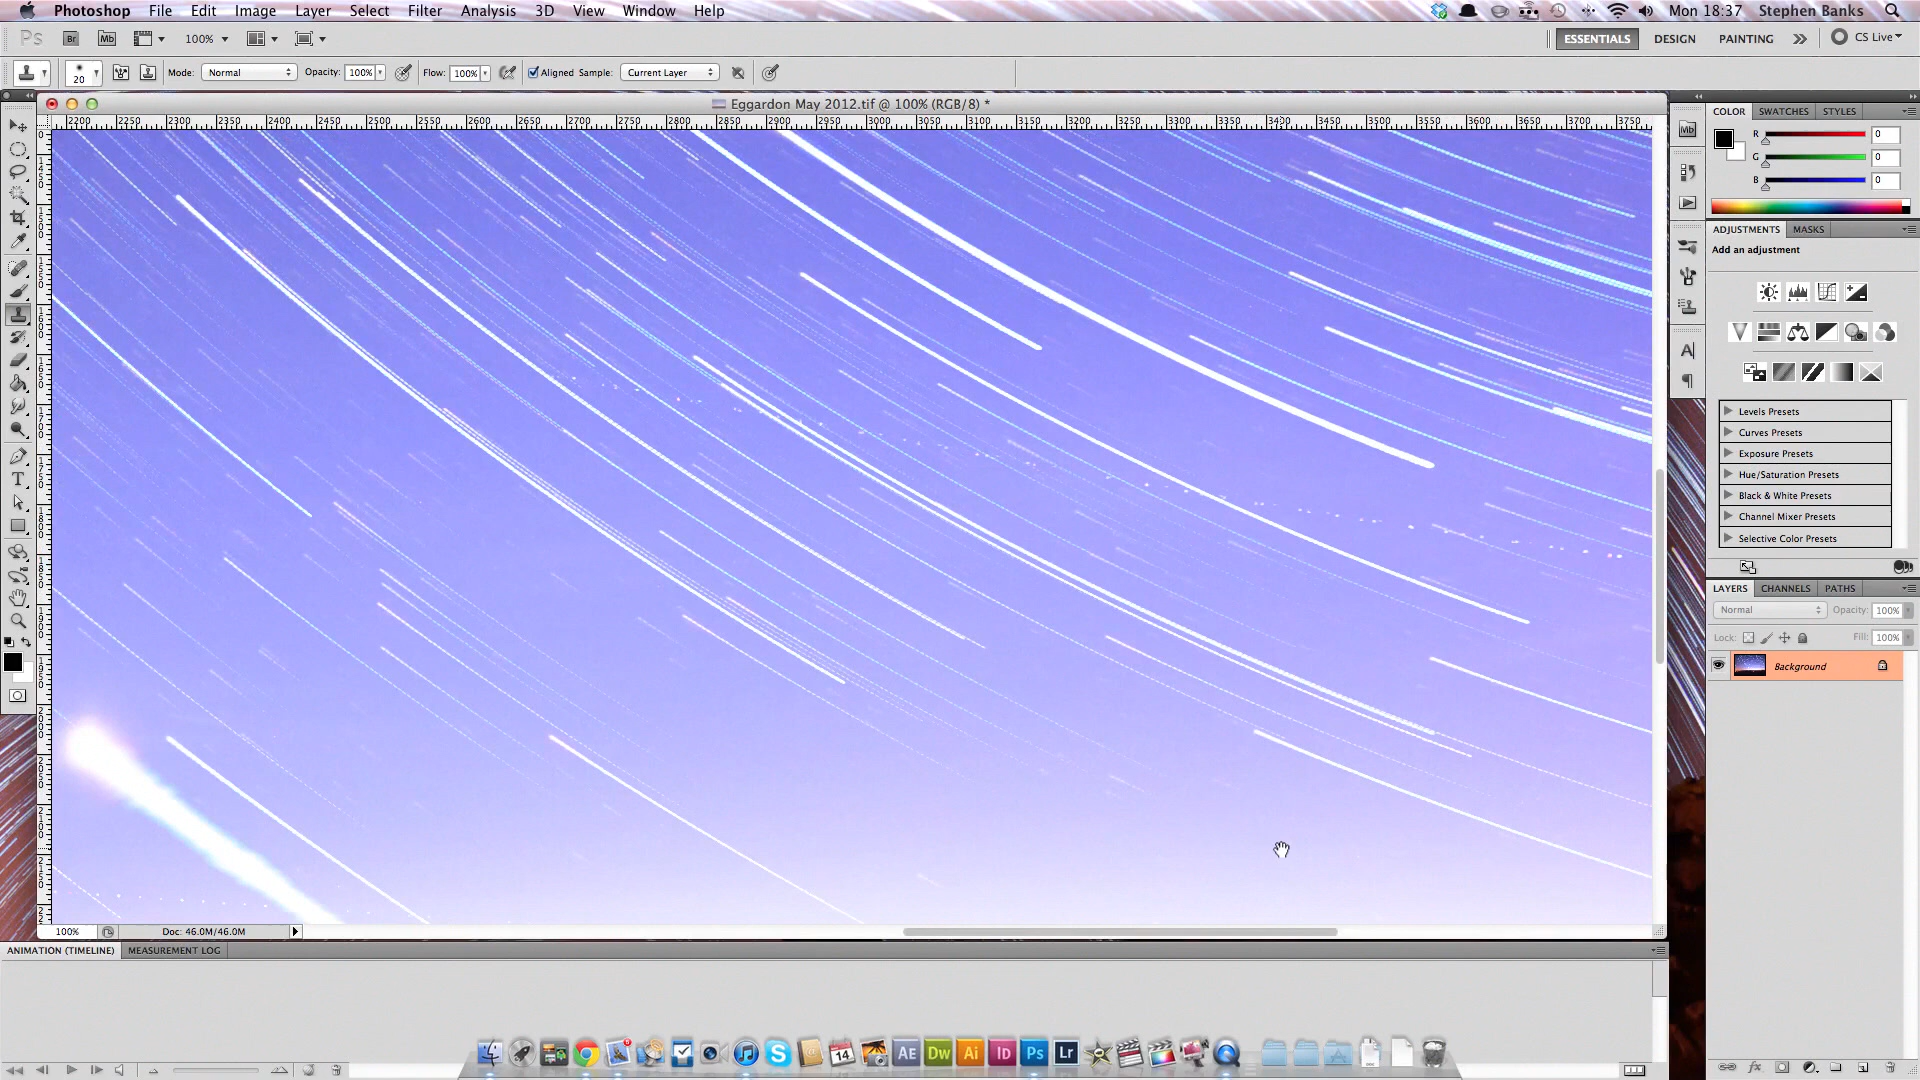 Photoshop File Edit Image Layer Select Filter Analysis 3D View Window Help Mon 18:37 Stephen Banks
Ps Br Mb 100% ESSENTIALS DESIGN PAINTING CS Live
20 Mode: Normal Opacity: 100% Flow: 100% Aligned Sample: Current Layer
Eggardon May 2012.tif @ 100% (RGB/8) *
2200 2250 2300 2350 2400 2450 2500 2550 2600 2650 2700 2750 2800 2850 2900 2950 3000 3050 3100 3150 3200 3250 3300 3350 3400 3450 3500 3550 3600 3650 3700 3750
COLOR SWATCHES STYLES
R 0
G 0
B 0
ADJUSTMENTS MASKS
Add an adjustment
Levels Presets
Curves Presets
Exposure Presets
Hue/Saturation Presets
Black & White Presets
Channel Mixer Presets
Selective Color Presets
LAYERS CHANNELS PATHS
Normal Opacity: 100%
Lock: Fill: 100%
Background
100% Doc: 46.0M/46.0M
ANIMATION (TIMELINE) MEASUREMENT LOG
14 AE Dw Ai ID Ps Lr